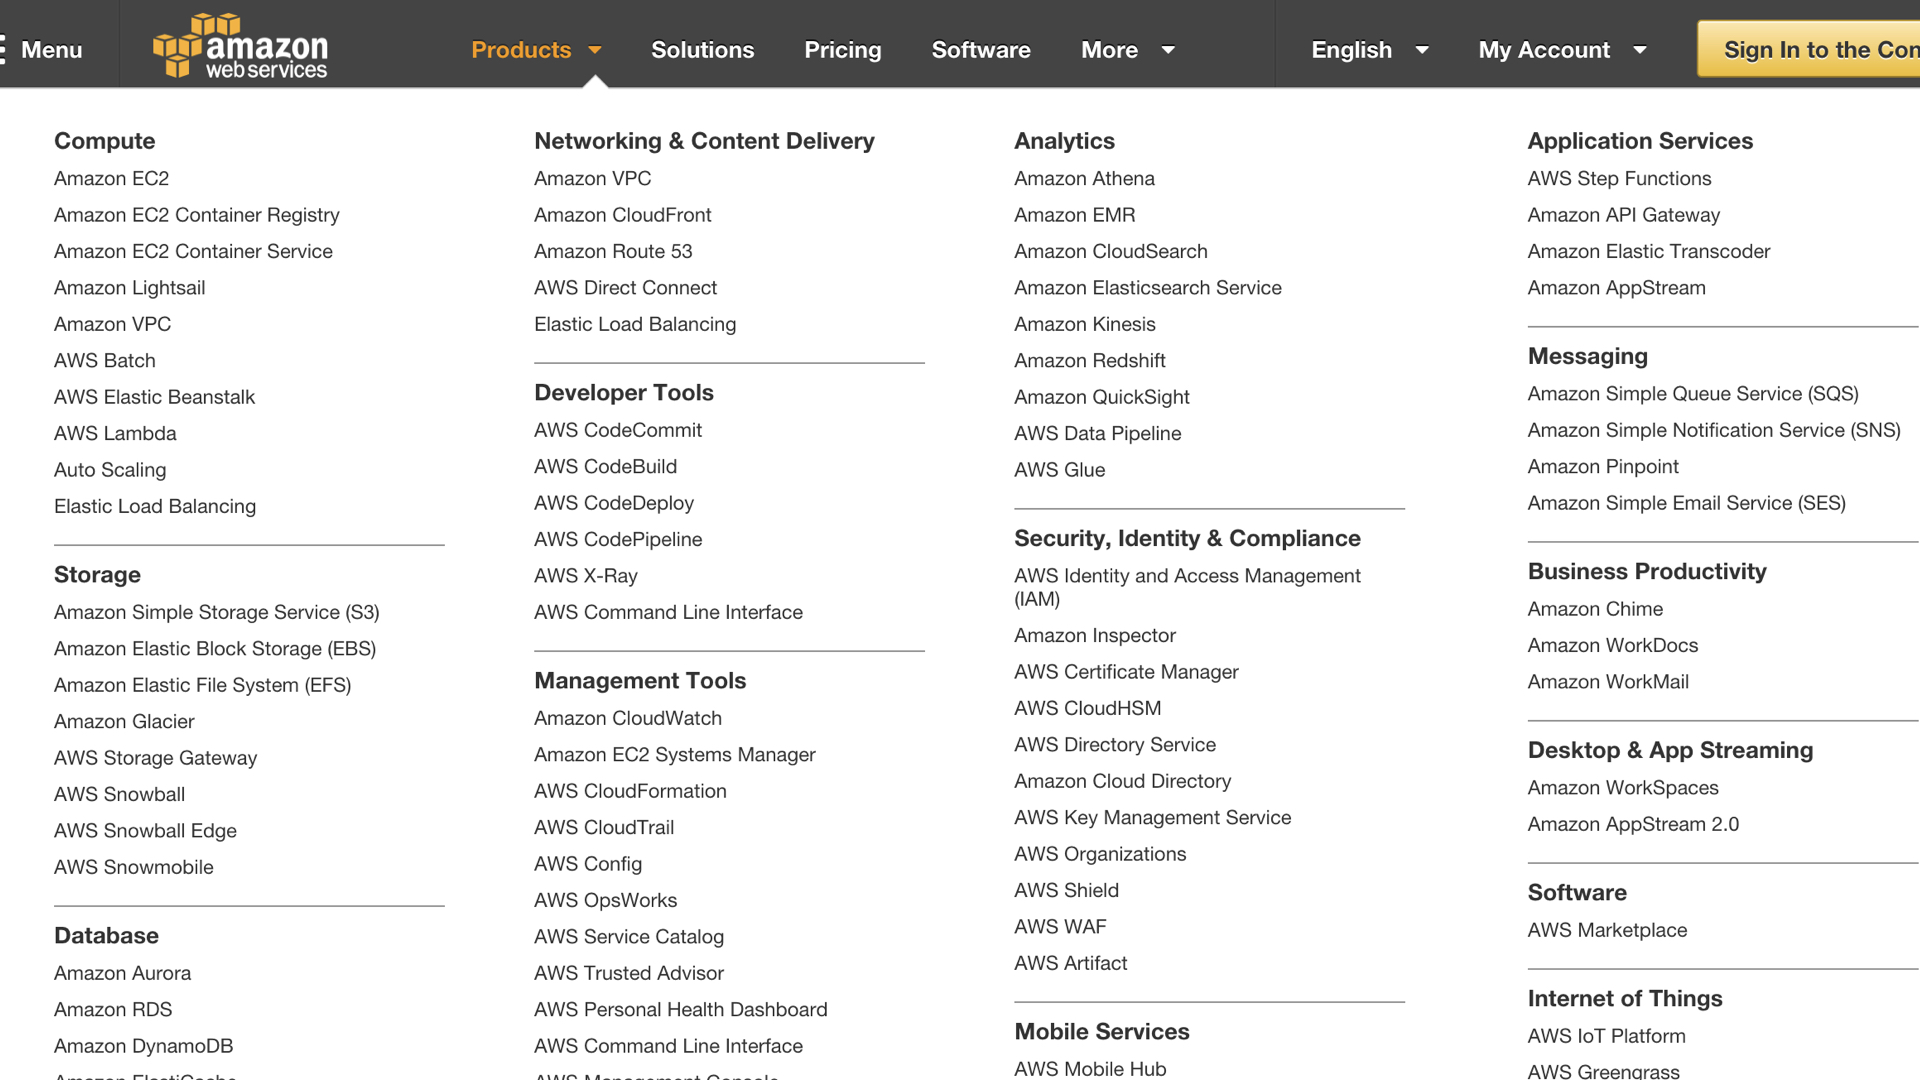 Menu
amazon
web services
Products
Solutions
Pricing
Software
More
English
My Account
Sign In to the Con
Compute
Amazon EC2
Amazon EC2 Container Registry
Amazon EC2 Container Service
Amazon Lightsail
Amazon VPC
AWS Batch
AWS Elastic Beanstalk
AWS Lambda
Auto Scaling
Elastic Load Balancing
Storage
Amazon Simple Storage Service (S3)
Amazon Elastic Block Storage (EBS)
Amazon Elastic File System (EFS)
Amazon Glacier
AWS Storage Gateway
AWS Snowball
AWS Snowball Edge
AWS Snowmobile
Database
Amazon Aurora
Amazon RDS
Amazon DynamoDB
Amazon ElastiCache
Networking & Content Delivery
Amazon VPC
Amazon CloudFront
Amazon Route 53
AWS Direct Connect
Elastic Load Balancing
Developer Tools
AWS CodeCommit
AWS CodeBuild
AWS CodeDeploy
AWS CodePipeline
AWS X-Ray
AWS Command Line Interface
Management Tools
Amazon CloudWatch
Amazon EC2 Systems Manager
AWS CloudFormation
AWS CloudTrail
AWS Config
AWS OpsWorks
AWS Service Catalog
AWS Trusted Advisor
AWS Personal Health Dashboard
AWS Command Line Interface
AWS Management Console
Analytics
Amazon Athena
Amazon EMR
Amazon CloudSearch
Amazon Elasticsearch Service
Amazon Kinesis
Amazon Redshift
Amazon QuickSight
AWS Data Pipeline
AWS Glue
Security, Identity & Compliance
AWS Identity and Access Management
(IAM)
Amazon Inspector
AWS Certificate Manager
AWS CloudHSM
AWS Directory Service
Amazon Cloud Directory
AWS Key Management Service
AWS Organizations
AWS Shield
AWS WAF
AWS Artifact
Mobile Services
AWS Mobile Hub
Application Services
AWS Step Functions
Amazon API Gateway
Amazon Elastic Transcoder
Amazon AppStream
Messaging
Amazon Simple Queue Service (SQS)
Amazon Simple Notification Service (SNS)
Amazon Pinpoint
Amazon Simple Email Service (SES)
Business Productivity
Amazon Chime
Amazon WorkDocs
Amazon WorkMail
Desktop & App Streaming
Amazon WorkSpaces
Amazon AppStream 2.0
Software
AWS Marketplace
Internet of Things
AWS IoT Platform
AWS Greengrass